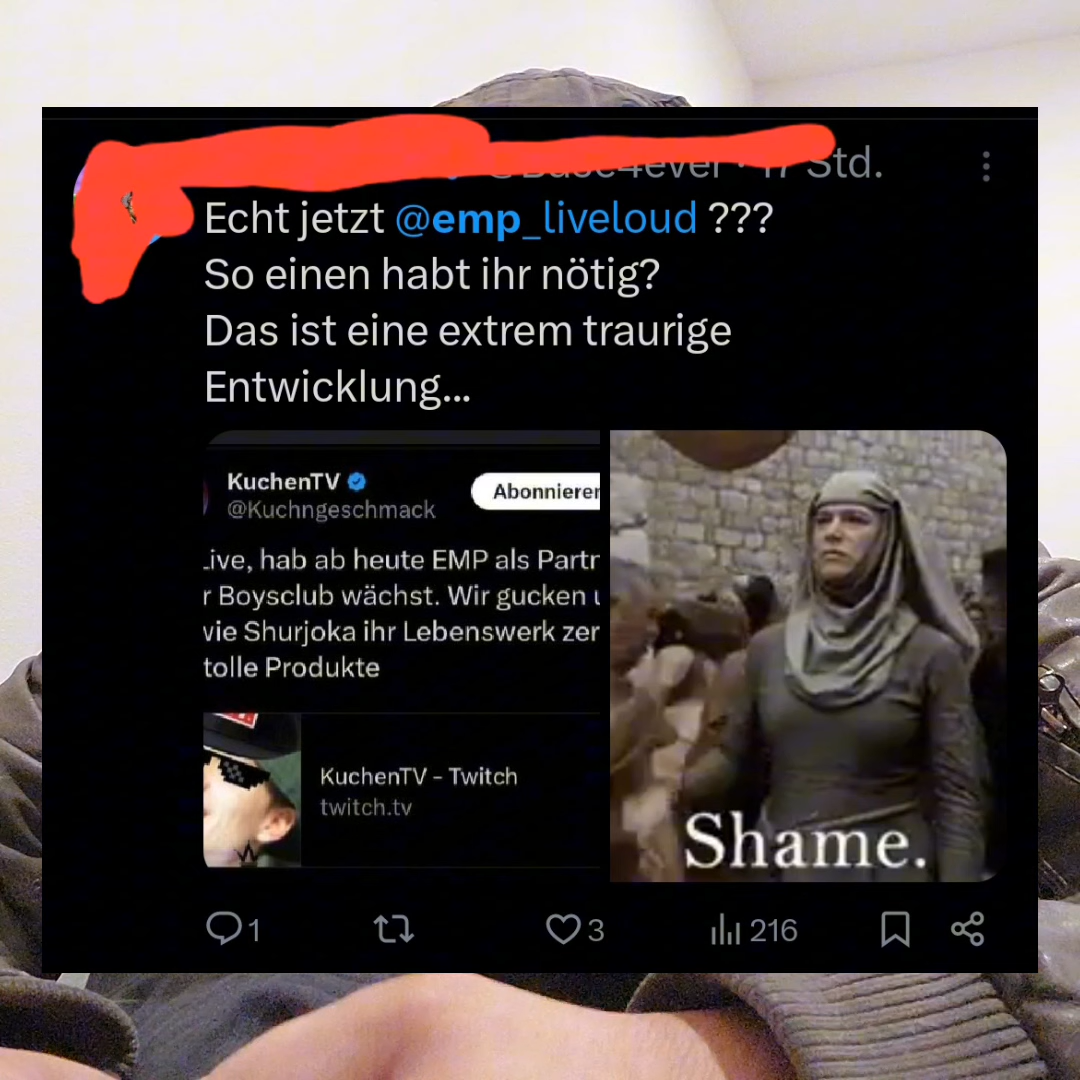 Std.
Echt jetzt @emp_liveloud ???
So einen habt ihr nötig?
Das ist eine extrem traurige
Entwicklung...
KuchenTV
@Kuchngeschmack
Abonnieren
ive, hab ab heute EMP als Partr
r Boysclub wächst. Wir gucken
vie Shurjoka ihr Lebenswerk zer
tolle Produkte
KuchenTV – Twitch
twitch.tv
Shame.
1
3
216